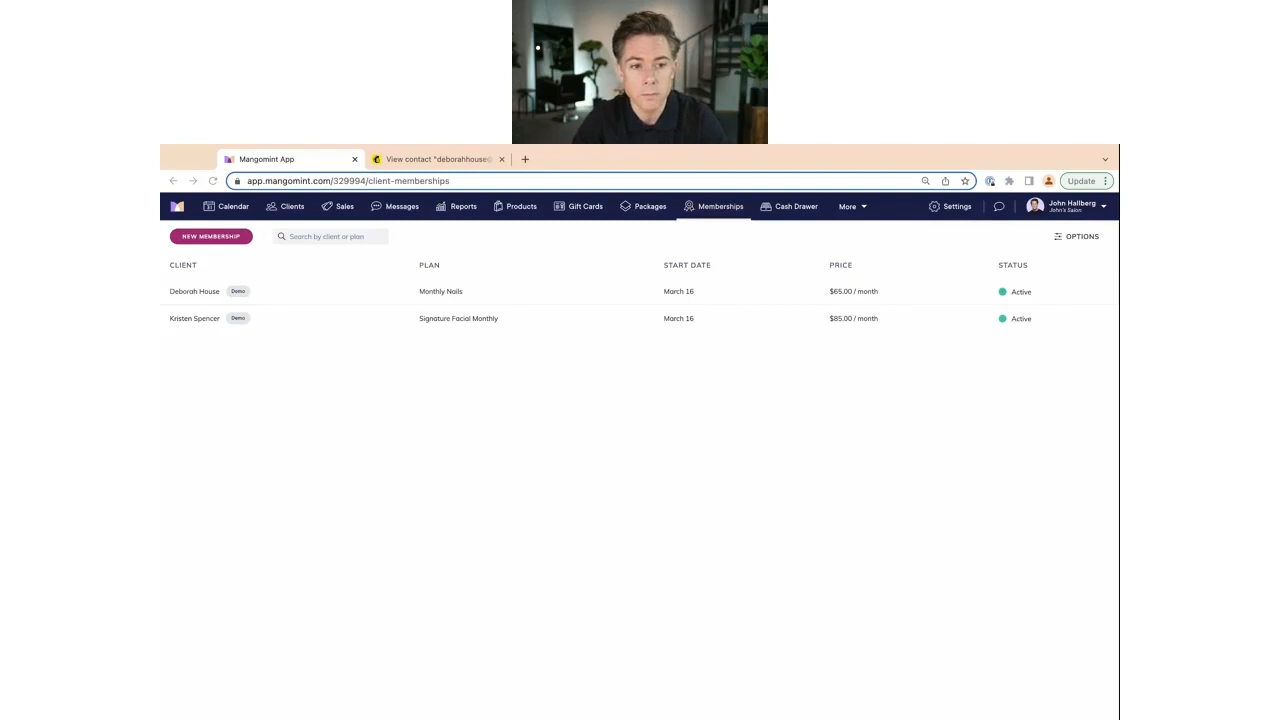 Mangomint App
View contact "deborahhouse@
app.mangomint.com/329994/client-memberships
Update
Calendar
Clients
Sales
Messages
Reports
Products
Gift Cards
Packages
Memberships
Cash Drawer
More
Settings
John Hallberg
John's Salon
NEW MEMBERSHIP
Search by client or plan
OPTIONS
CLIENT PLAN START DATE PRICE STATUS
Deborah House Demo Monthly Nails March 16 $65.00 / month Active
Kristen Spencer Demo Signature Facial Monthly March 16 $85.00 / month Active